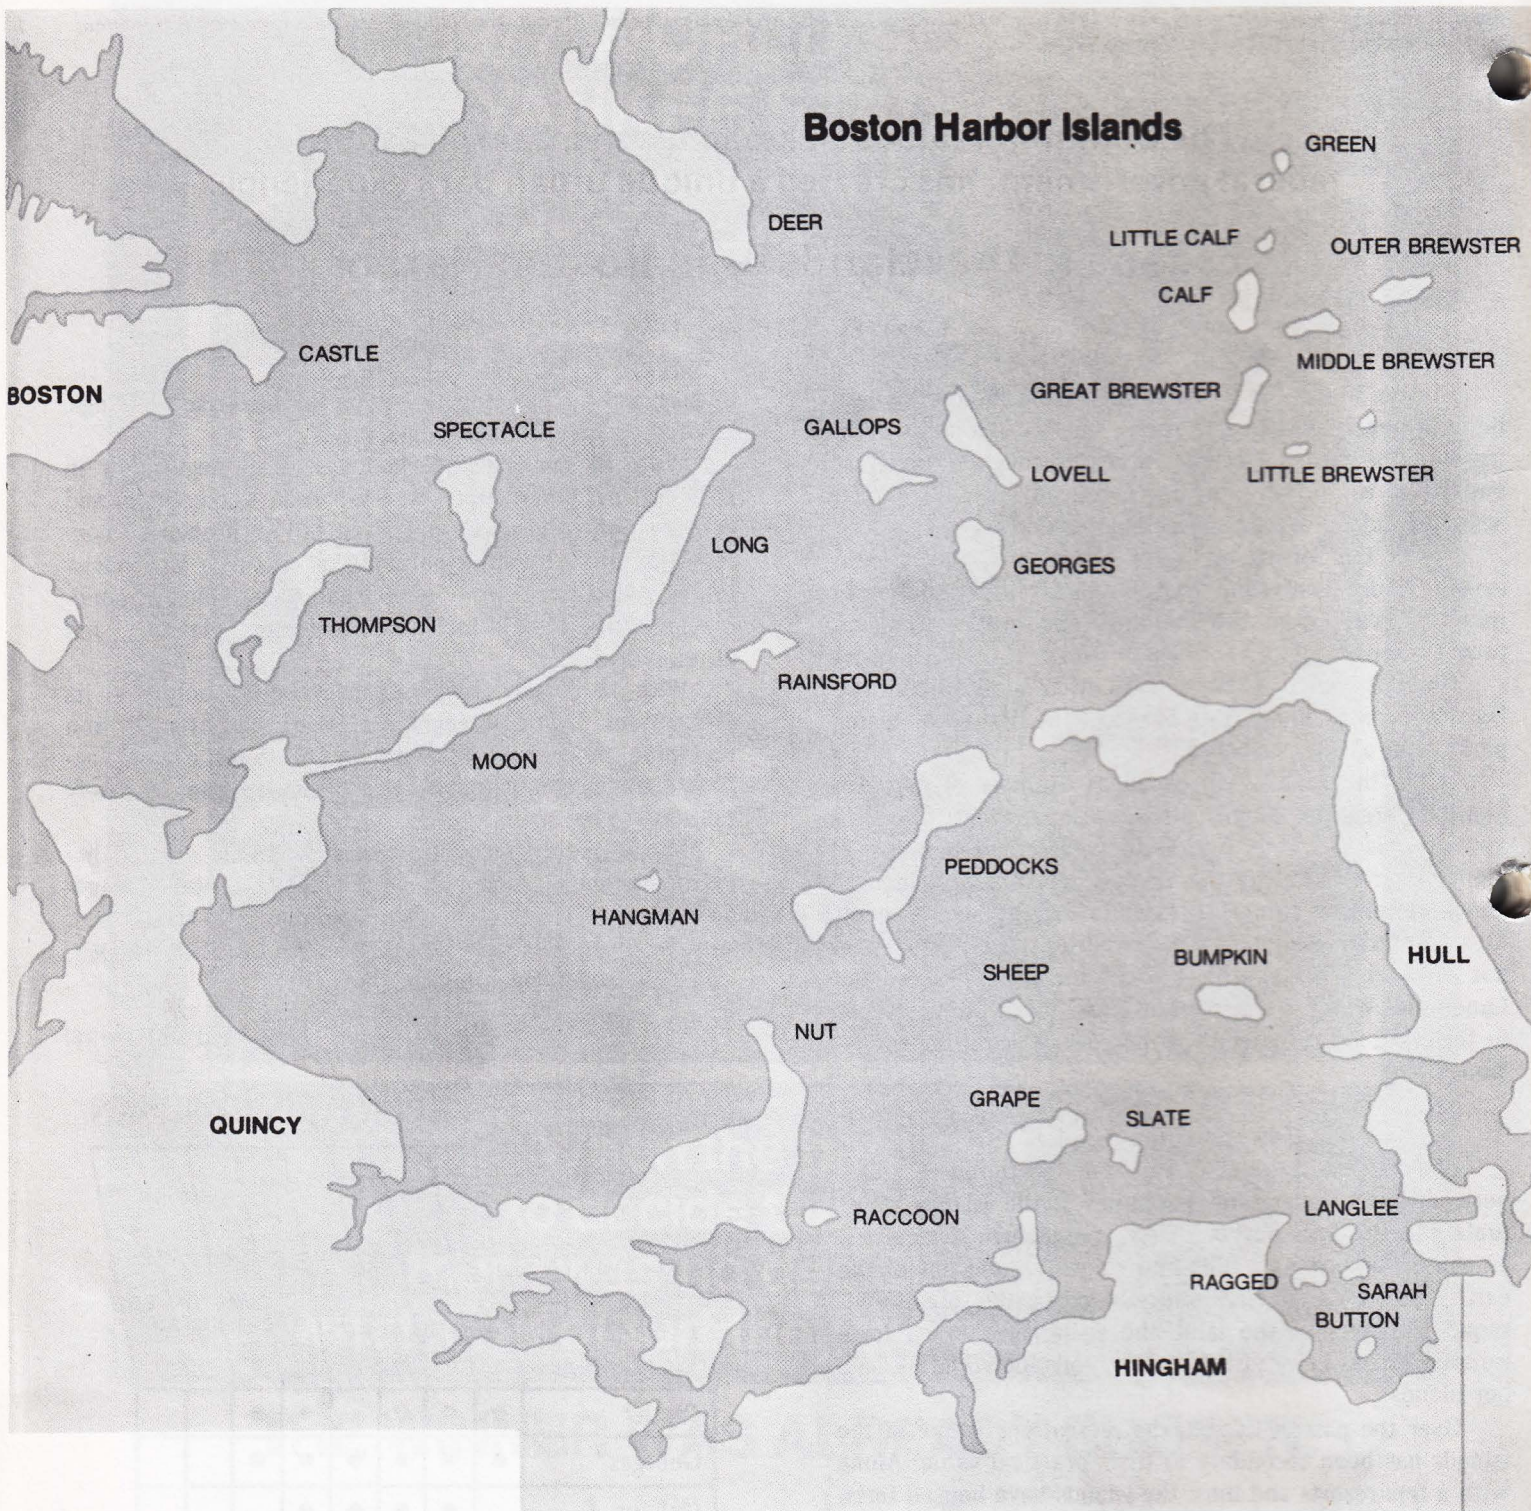 Boston Harbor Islands
GREEN
DEER
LITTLE CALF
OUTER BREWSTER
CALF
CASTLE
MIDDLE BREWSTER
BOSTON
GREAT BREWSTER
SPECTACLE
GALLOPS
LOVELL
LITTLE BREWSTER
LONG
GEORGES
THOMPSON
RAINSFORD
MOON
PEDDOCKS
HANGMAN
HULL
BUMPKIN
SHEEP
NUT
GRAPE
SLATE
QUINCY
LANGLEE
RACCOON
RAGGED
SARAH
BUTTON
HINGHAM